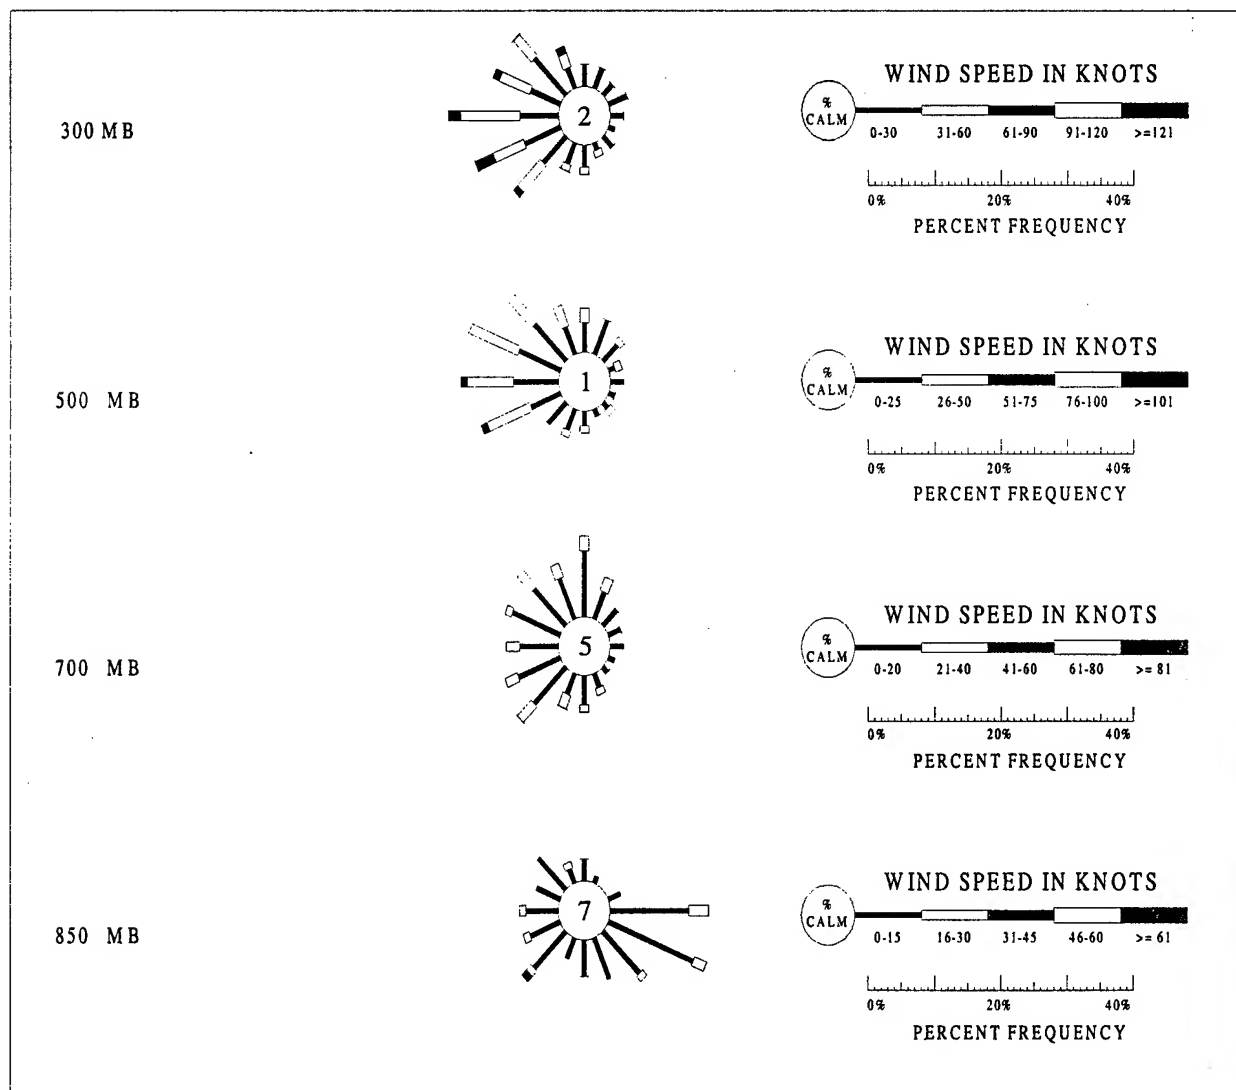 300 MB
2
WIND SPEED IN KNOTS
% CALM
0-30 31-60 61-90 91-120 >=121
0% 20% 40%
PERCENT FREQUENCY
500 MB
1
WIND SPEED IN KNOTS
% CALM
0-25 26-50 51-75 76-100 >=101
0% 20% 40%
PERCENT FREQUENCY
700 MB
5
WIND SPEED IN KNOTS
% CALM
0-20 21-40 41-60 61-80 >= 81
0% 20% 40%
PERCENT FREQUENCY
850 MB
7
WIND SPEED IN KNOTS
% CALM
0-15 16-30 31-45 46-60 >= 61
0% 20% 40%
PERCENT FREQUENCY